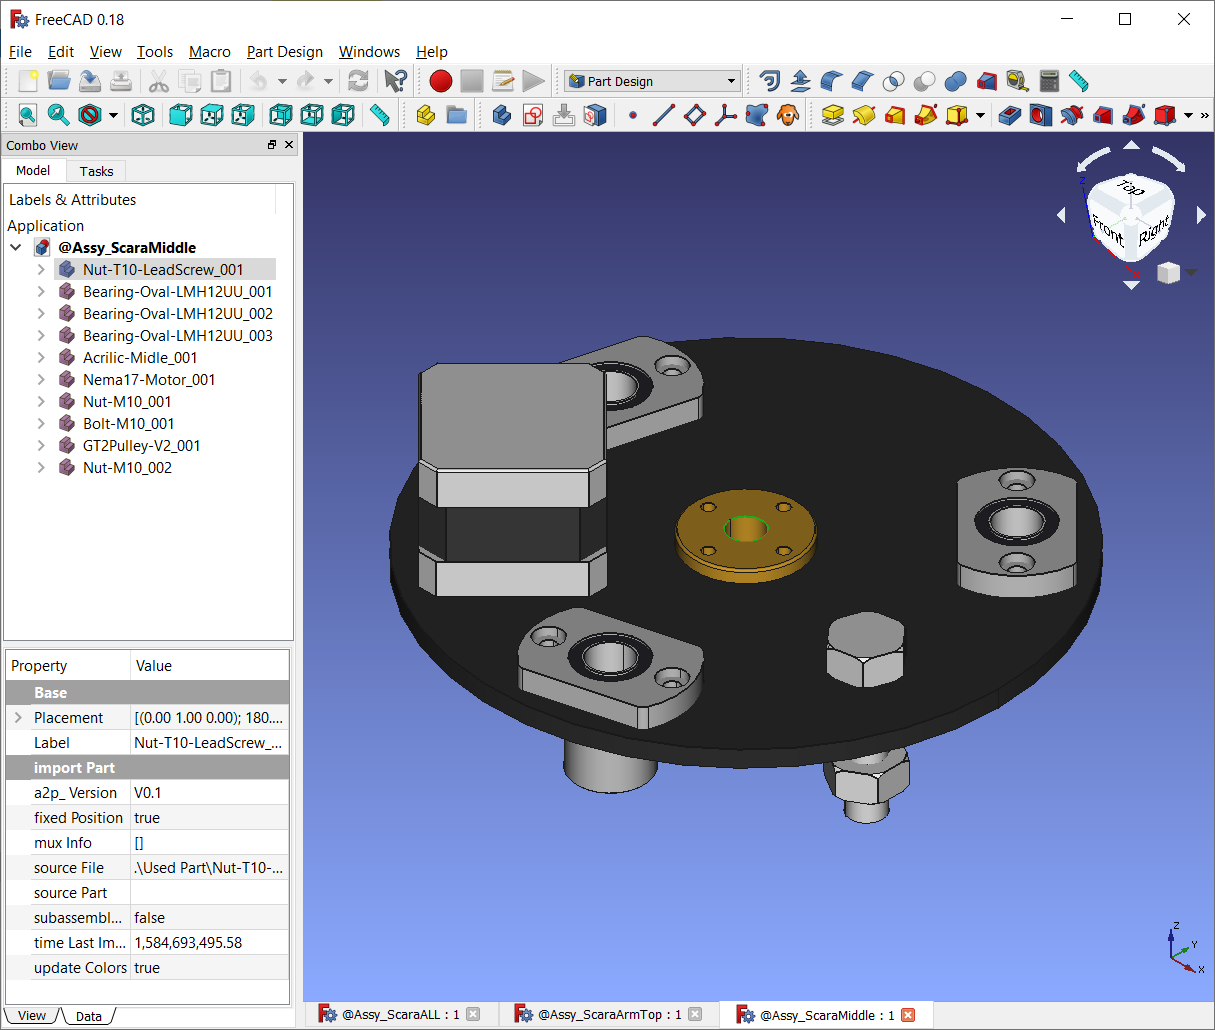 FreeCAD 0.18
File Edit View Tools Macro Part Design Windows Help
Part Design
Combo View
Model Tasks
Labels & Attributes
Application
@Assy_ScaraMiddle
Nut-T10-LeadScrew_001
Bearing-Oval-LMH12UU_001
Bearing-Oval-LMH12UU_002
Bearing-Oval-LMH12UU_003
Acrilic-Midle_001
Nema17-Motor_001
Nut-M10_001
Bolt-M10_001
GT2Pulley-V2_001
Nut-M10_002
Property Value
Base
Placement [(0.00 1.00 0.00); 180....
Label Nut-T10-LeadScrew_...
import Part
a2p_ Version V0.1
fixed Position true
mux Info []
source File .\Used Part\Nut-T10-...
source Part
subassembl... false
time Last Im... 1,584,693,495.58
update Colors true
View Data
Top
Front
Right
Z
X
Z
Y
X
@Assy_ScaraALL : 1
@Assy_ScaraArmTop : 1
@Assy_ScaraMiddle : 1